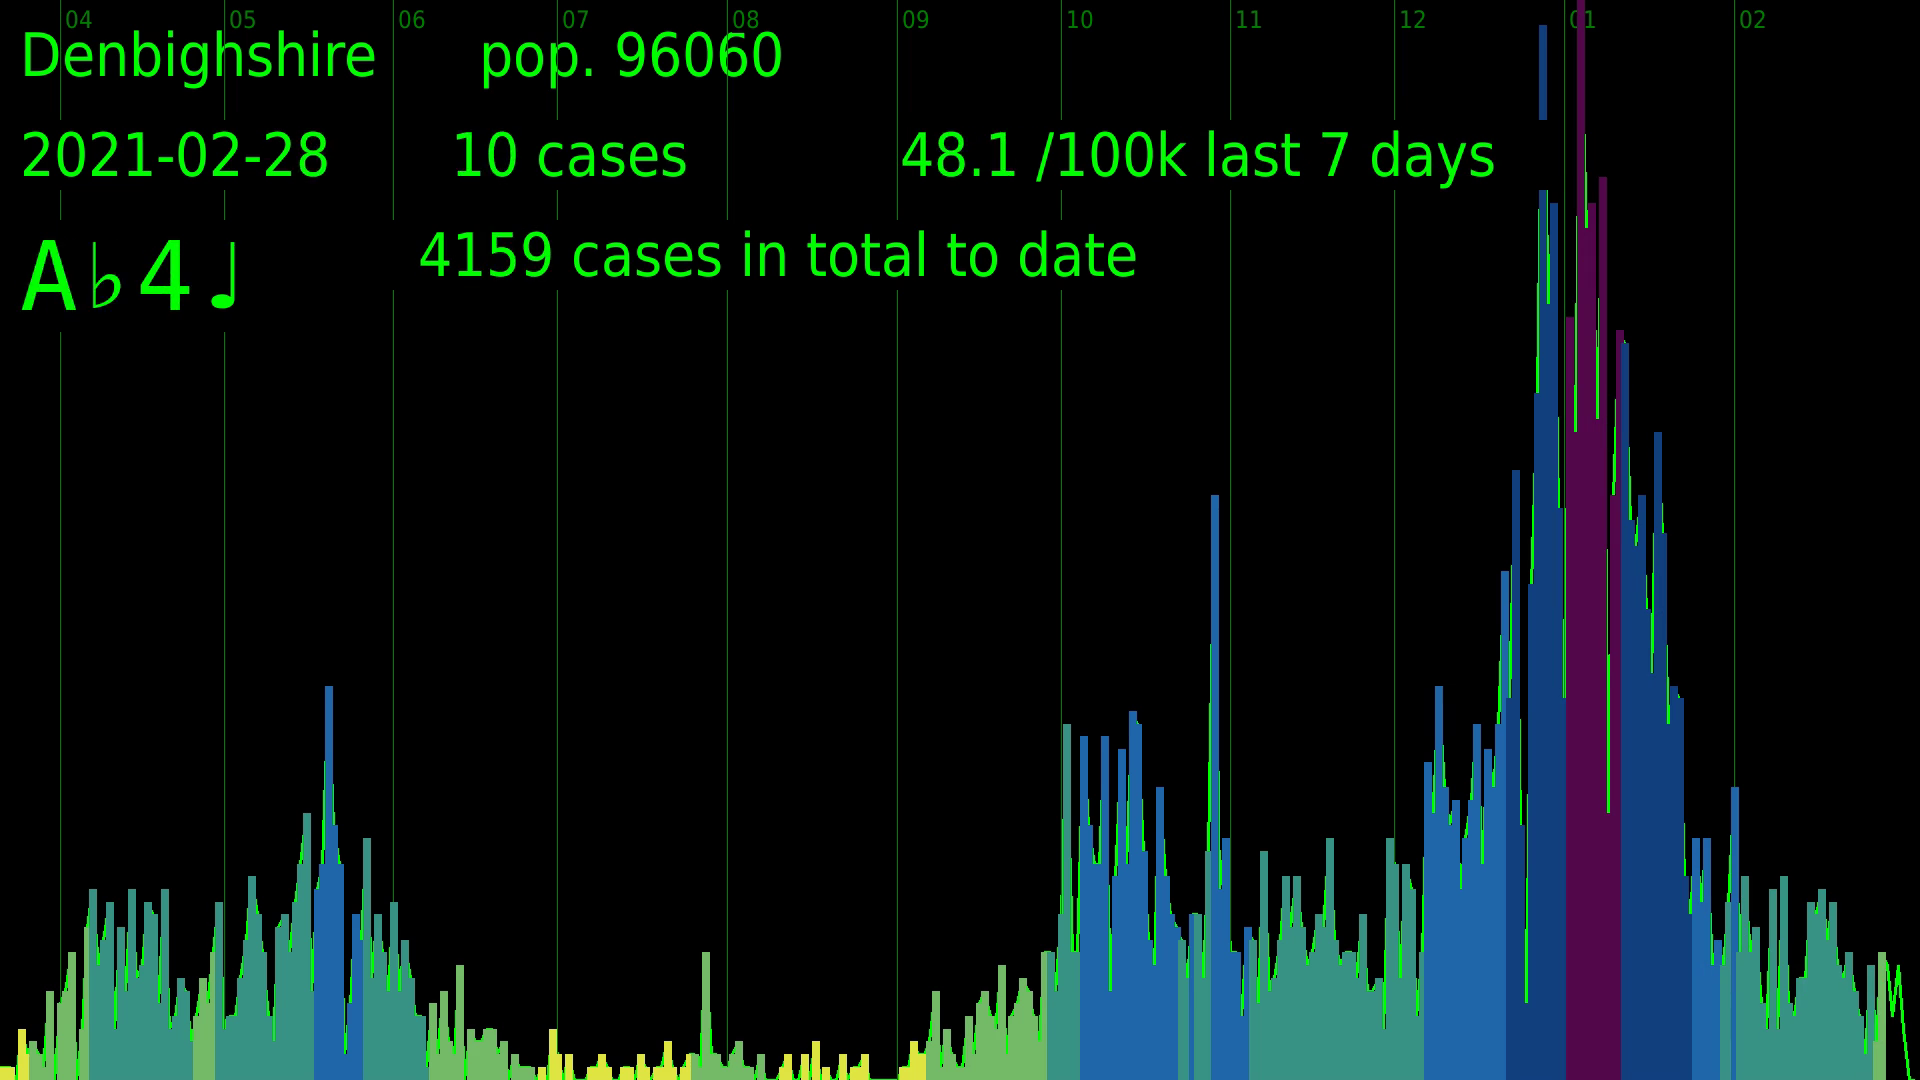 04 05 06 07 08 09 10 11 12 01 02
Denbighshire pop. 96060
2021-02-28 10 cases 48.1 /100k last 7 days
A♭4♩ 4159 cases in total to date